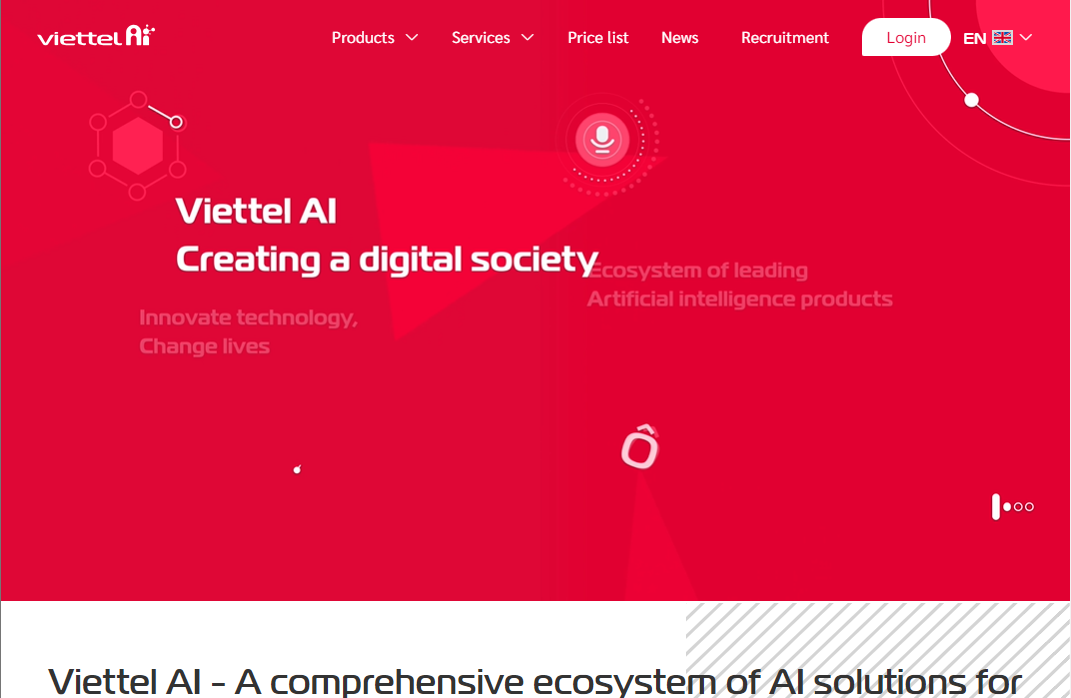 viettel Ai
Products
Services
Price list
News
Recruitment
Login
EN
Viettel AI
Creating a digital society
Innovate technology,
Change lives
Ecosystem of leading
Artificial intelligence products
Ô
Viettel AI - A comprehensive ecosystem of AI solutions for